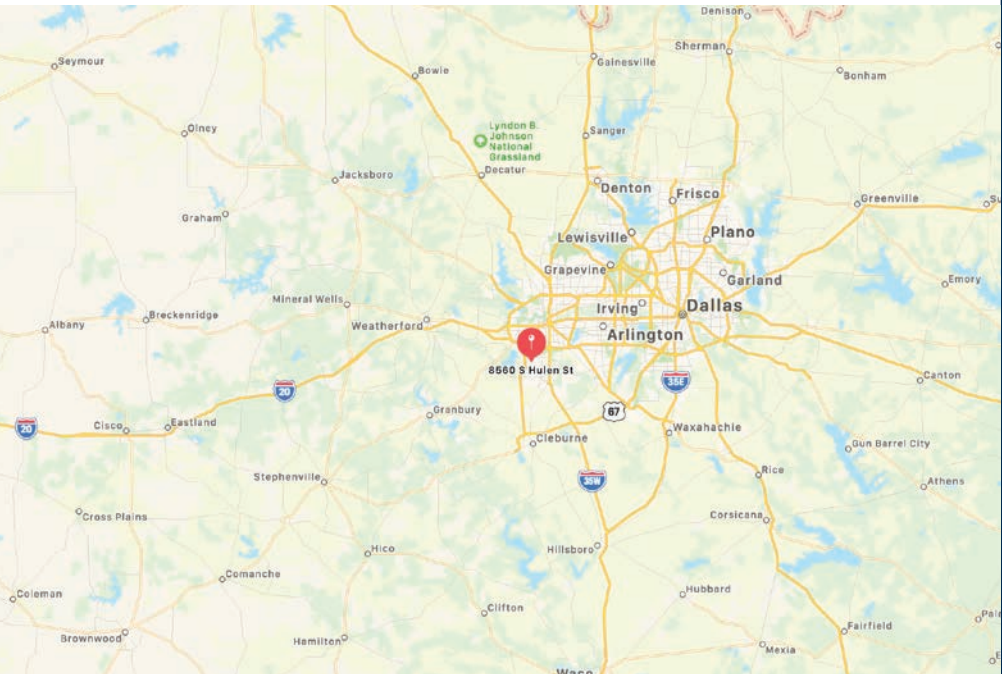 Denison
Seymour
Sherman
Gainesville
Bowie
Bonham
Olney
Lyndon B.
Johnson
National
Grassland
Sanger
Decatur
Jacksboro
Denton
Frisco
Greenville
Graham
Lewisville
Plano
Grapevine
Garland
Emory
Mineral Wells
Irving
Dallas
Breckenridge
Albany
Weatherford
Arlington
8560 S Hulen St
35E
Canton
20
Granbury
67
20
Cisco
Eastland
Waxahachie
Cleburne
Gun Barrel City
Rice
Stephenville
35W
Athens
Cross Plains
Corsicana
Hico
Hillsboro
Comanche
Coleman
Hubbard
Clifton
Fairfield
Brownwood
Hamilton
Mexia